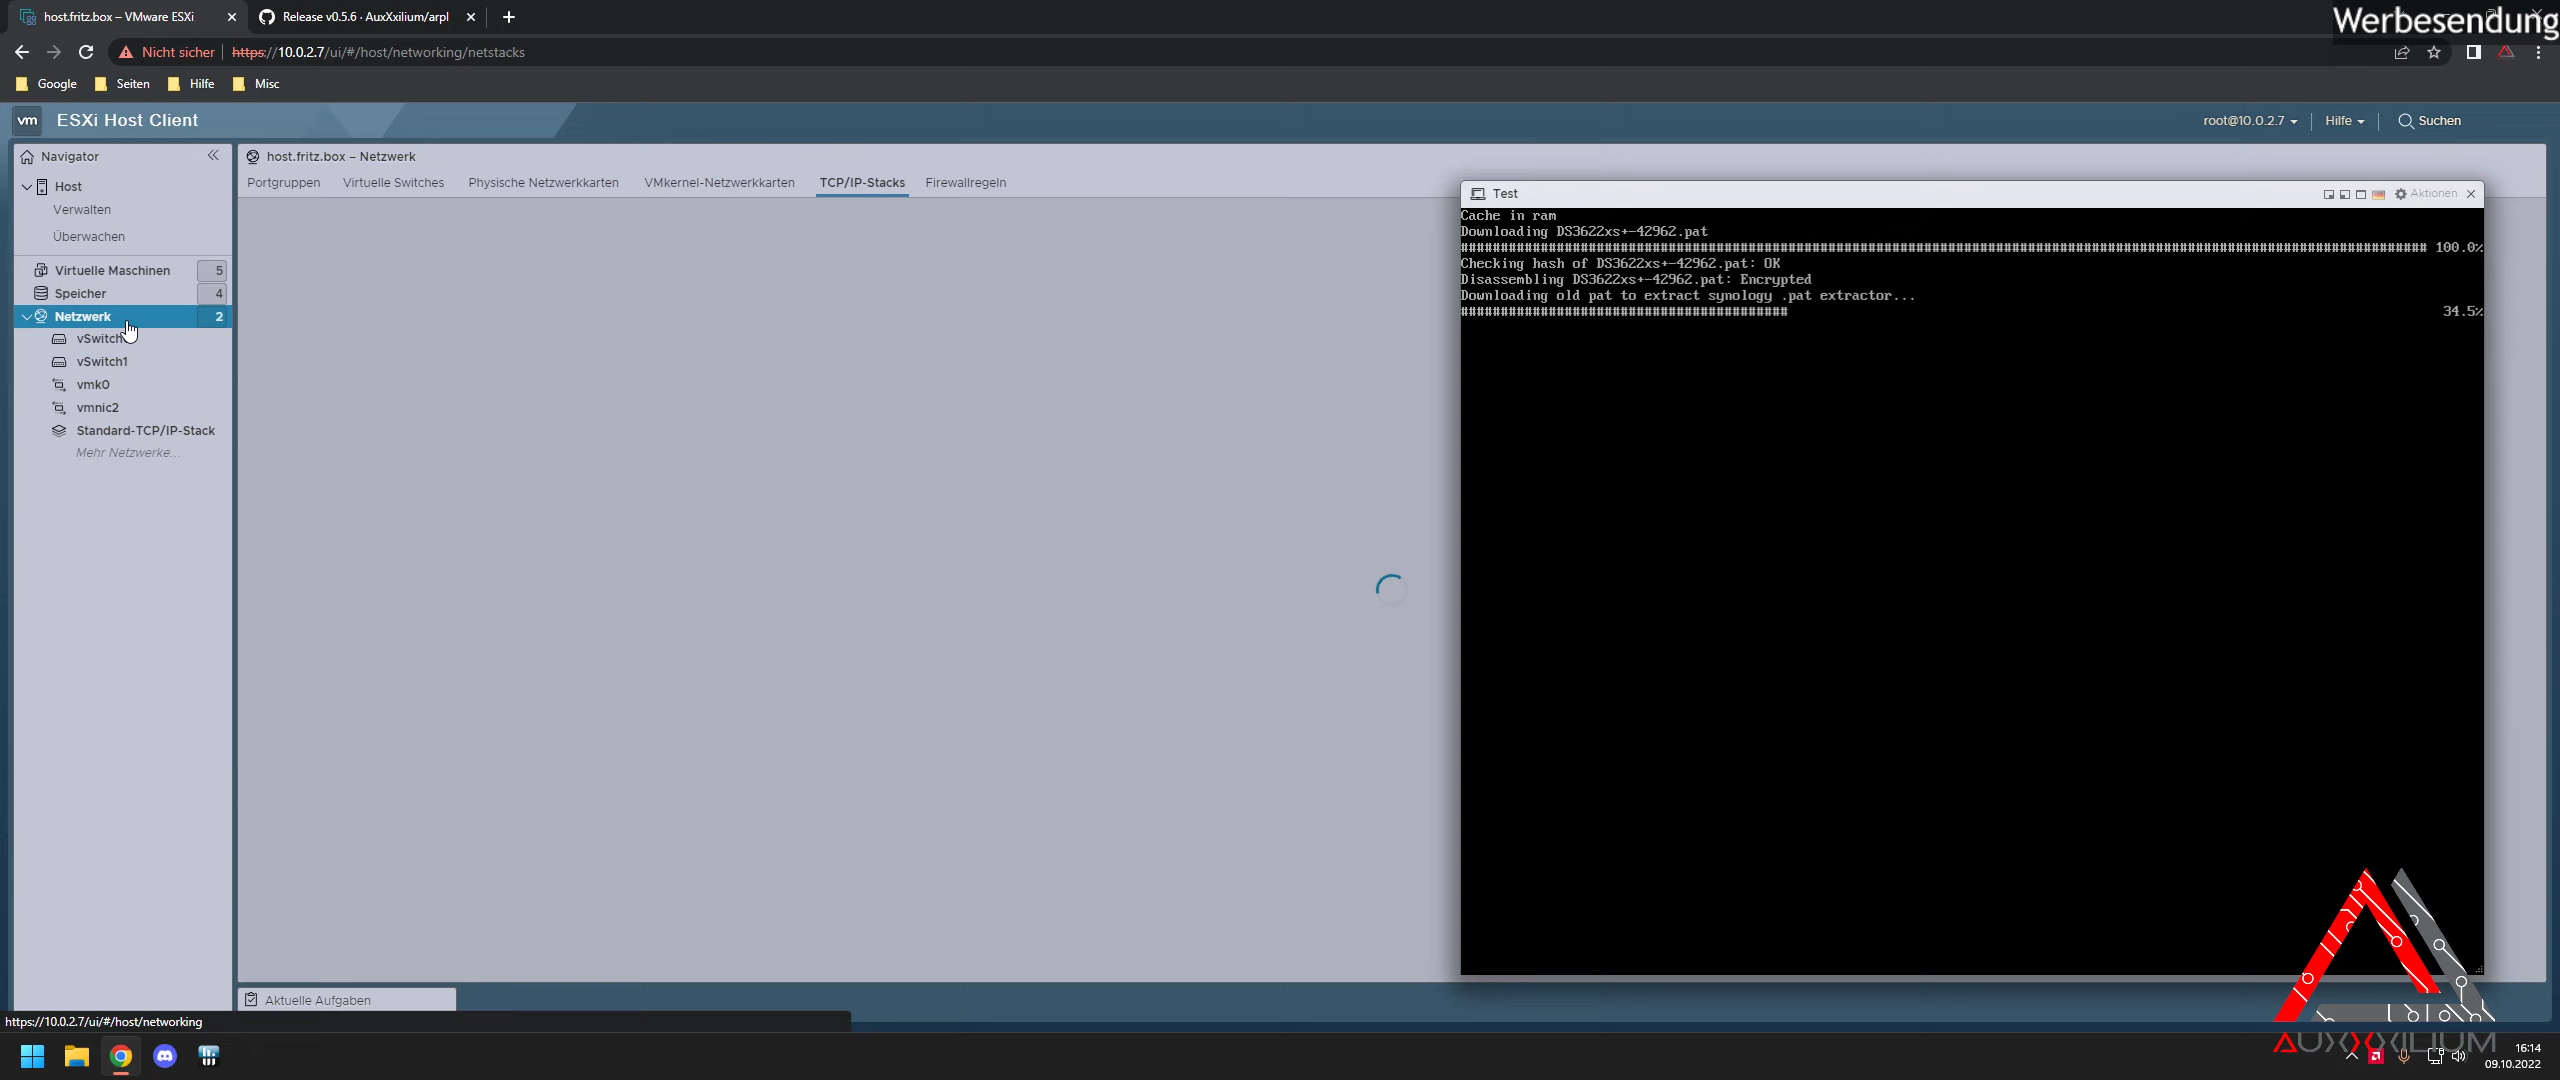 host.fritz.box – VMware ESXi
Release v0.5.6 · AuxXxilium/arpl
Werbesendung
Nicht sicher
https://10.0.2.7/ui/#/host/networking/netstacks
Google
Seiten
Hilfe
Misc
vm
ESXi Host Client
root@10.0.2.7
Hilfe
Suchen
Navigator
Host
Verwalten
Überwachen
Virtuelle Maschinen 5
Speicher 4
Netzwerk 2
vSwitch
vSwitch1
vmk0
vmnic2
Standard-TCP/IP-Stack
Mehr Netzwerke...
host.fritz.box – Netzwerk
Portgruppen
Virtuelle Switches
Physische Netzwerkkarten
VMkernel-Netzwerkkarten
TCP/IP-Stacks
Firewallregeln
Test
Aktionen
Cache in ram
Downloading DS3622xs+-42962.pat
100.0%
Checking hash of DS3622xs+-42962.pat: OK
Disassembling DS3622xs+-42962.pat: Encrypted
Downloading old pat to extract synology .pat extractor...
34.5%
Aktuelle Aufgaben
https://10.0.2.7/ui/#/host/networking
AUXXXILIUM
16:14
09.10.2022